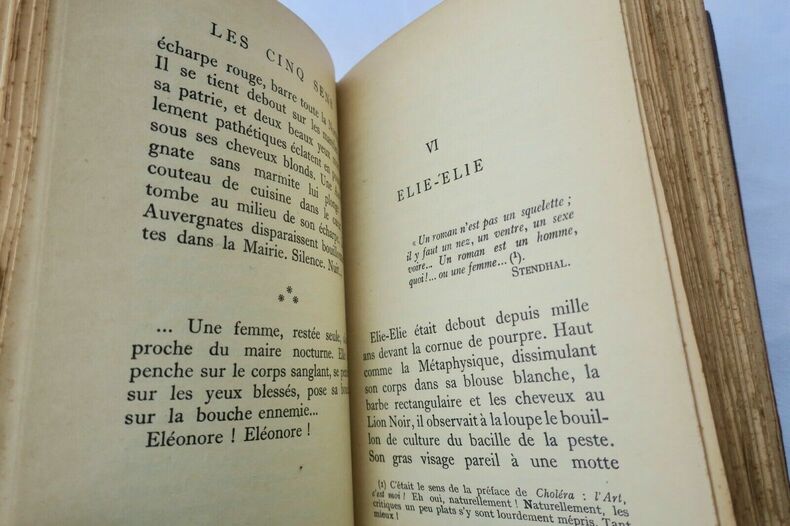 LES CINQ SENS
écharpe rouge, barre toute la
Il se tient debout sur les
sa patrie, et deux beaux yeux
lement pathétiques éclatent en
sous ses cheveux blonds. Une
gnate sans marmite lui plonge
couteau de cuisine dans le
tombe au milieu de son écharpe,
Auvergnates disparaissent
tes dans la Mairie. Silence. Nuit.
* * *
... Une femme, restée seule,
proche du maire nocturne.
penche sur le corps sanglant, se
sur les yeux blessés, pose sa
sur la bouche ennemie...
Eléonore ! Eléonore !
VI
ELIE-ELIE
« Un roman n'est pas un squelette ;
il y faut un nez, un ventre, un sexe
voire... Un roman est un homme,
quoi !... ou une femme... (¹).
STENDHAL.
Elie-Elie était debout depuis mille
ans devant la cornue de pourpre. Haut
comme la Métaphysique, dissimulant
son corps dans sa blouse blanche, la
barbe rectangulaire et les cheveux au
Lion Noir, il observait à la loupe le bouil-
lon de culture du bacille de la peste.
Son gras visage pareil à une motte
(¹) C'était le sens de la préface de Choléra : l'Art,
c'est moi ! Eh oui, naturellement ! Naturellement, les
critiques un peu plats s'y sont lourdement mépris. Tant
mieux !